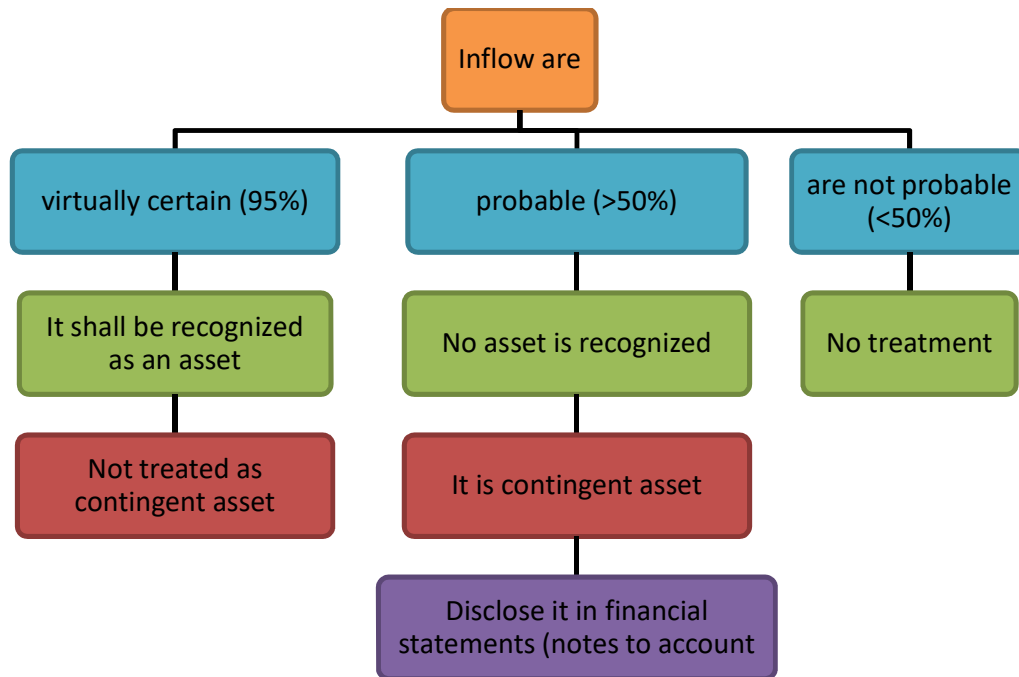 Inflow are
virtually certain (95%)
probable (>50%)
are not probable
(<50%)
It shall be recognized
as an asset
No asset is recognized
No treatment
Not treated as
contingent asset
It is contingent asset
Disclose it in financial
statements (notes to account